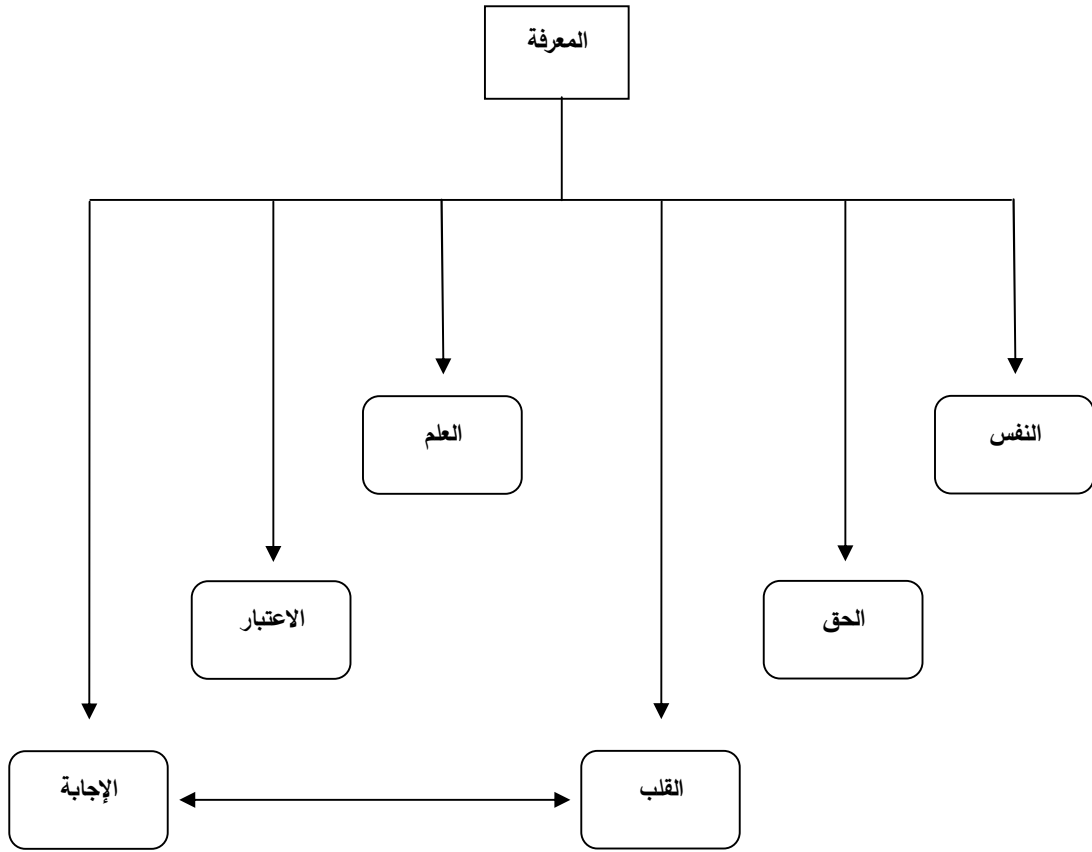 المعرفة
النفس
العلم
الحق
الاعتبار
القلب
الإجابة